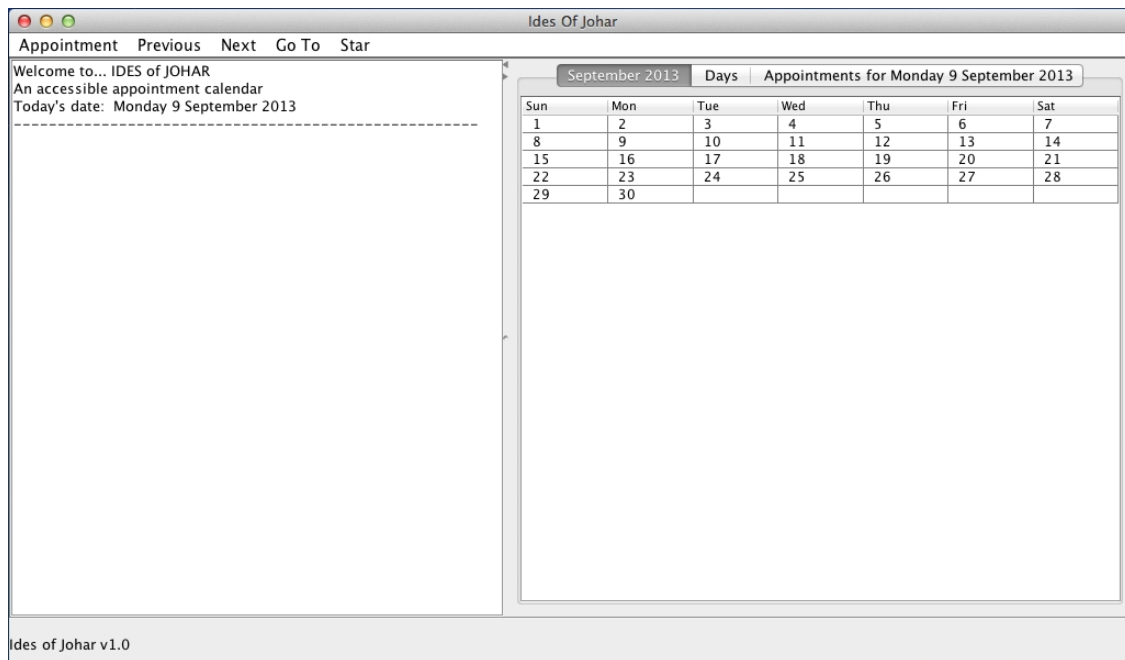 Ides Of Johar
Appointment Previous Next Go To Star
Welcome to... IDES of JOHAR
An accessible appointment calendar
Today's date: Monday 9 September 2013
------------------------------------------------------
September 2013 Days Appointments for Monday 9 September 2013
Sun Mon Tue Wed Thu Fri Sat
1 2 3 4 5 6 7
8 9 10 11 12 13 14
15 16 17 18 19 20 21
22 23 24 25 26 27 28
29 30
Ides of Johar v1.0